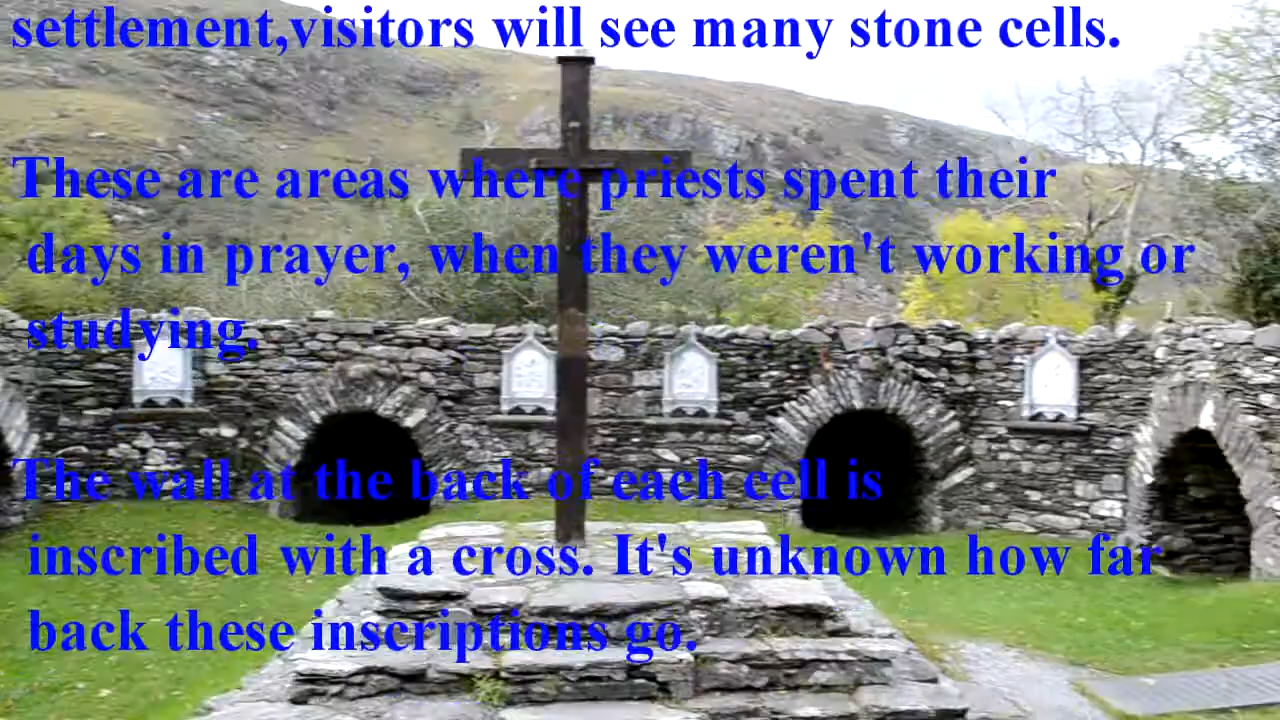 settlement,visitors will see many stone cells.
These are areas where priests spent their
days in prayer, when they weren't working or
studying.
The wall at the back of each cell is
inscribed with a cross. It's unknown how far
back these inscriptions go.